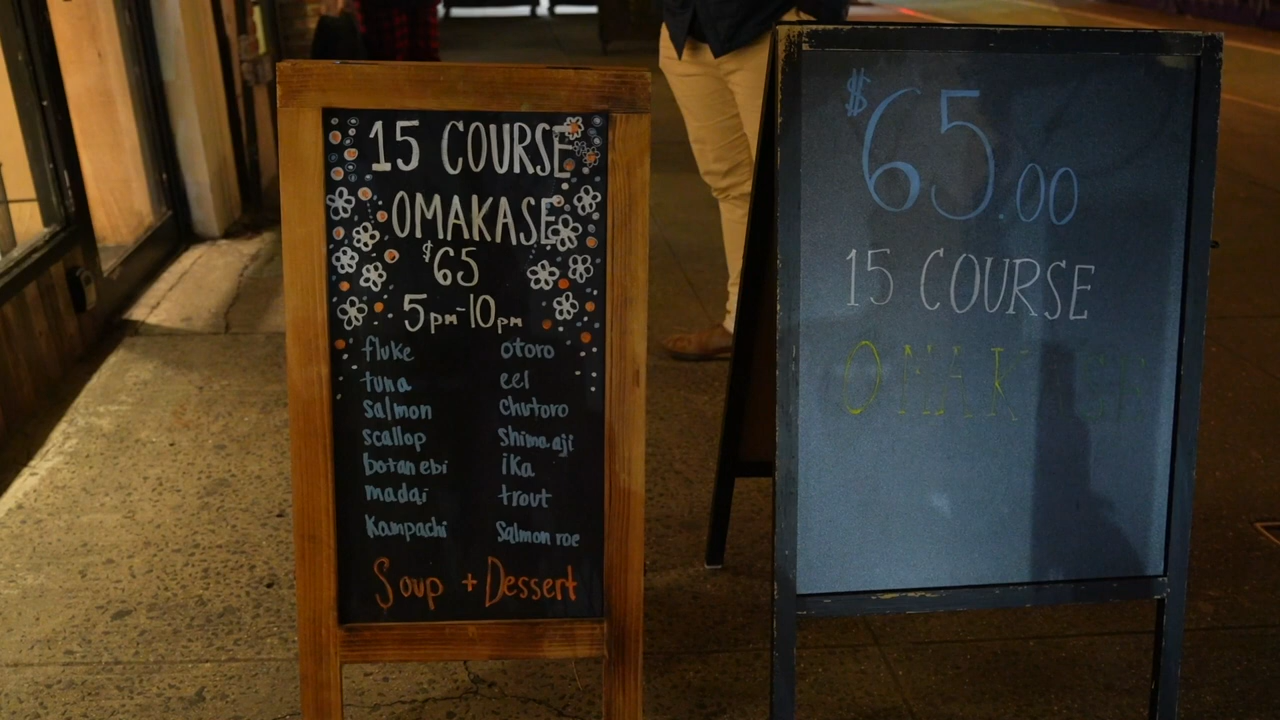 15 COURSE
OMAKASE
$65
5pm-10pm
fluke
tuna
salmon
scallop
botan ebi
madai
Kampachi
otoro
eel
chutoro
Shima aji
ika
trout
Salmon roe
Soup + Dessert
$65.00
15 COURSE
OMAKASE